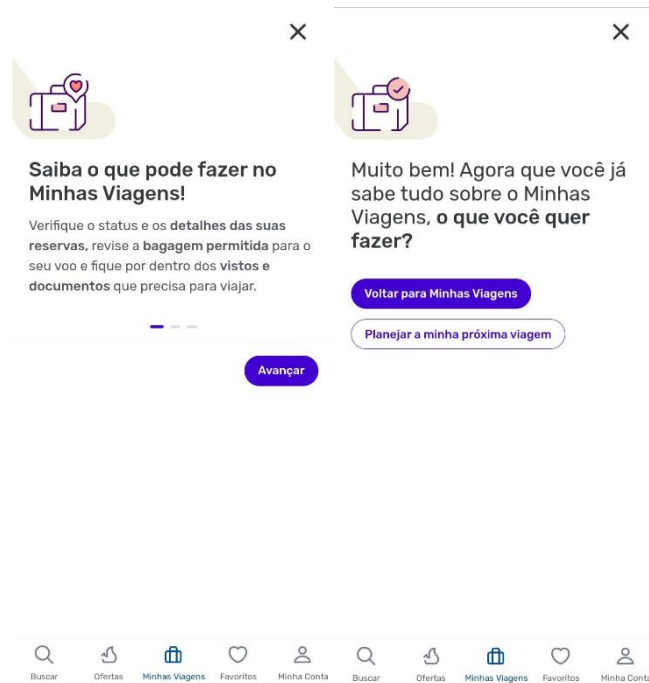 Saiba o que pode fazer no
Minhas Viagens!
Verifique o status e os detalhes das suas
reservas, revise a bagagem permitida para o
seu voo e fique por dentro dos vistos e
documentos que precisa para viajar.
Avançar
Buscar
Ofertas
Minhas Viagens
Favoritos
Minha Conta
Muito bem! Agora que você já
sabe tudo sobre o Minhas
Viagens, o que você quer
fazer?
Voltar para Minhas Viagens
Planejar a minha próxima viagem
Buscar
Ofertas
Minhas Viagens
Favoritos
Minha Conta